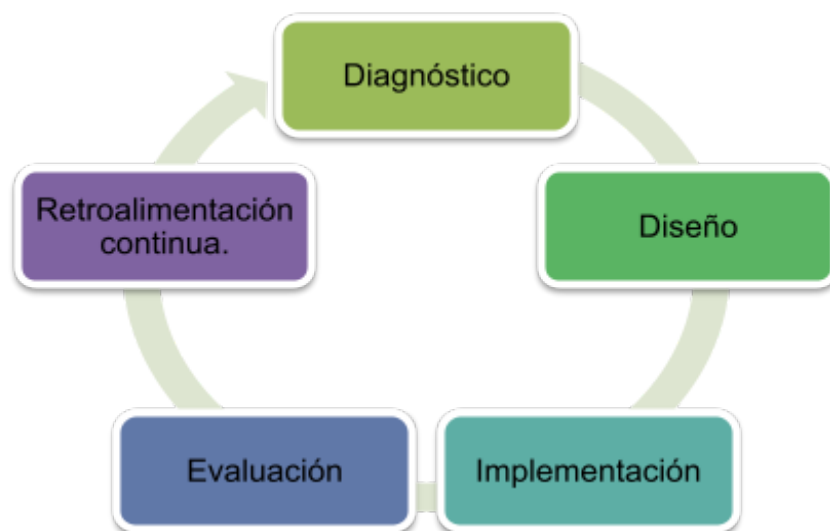 Diagnóstico
Diseño
Implementación
Evaluación
Retroalimentación
continua.